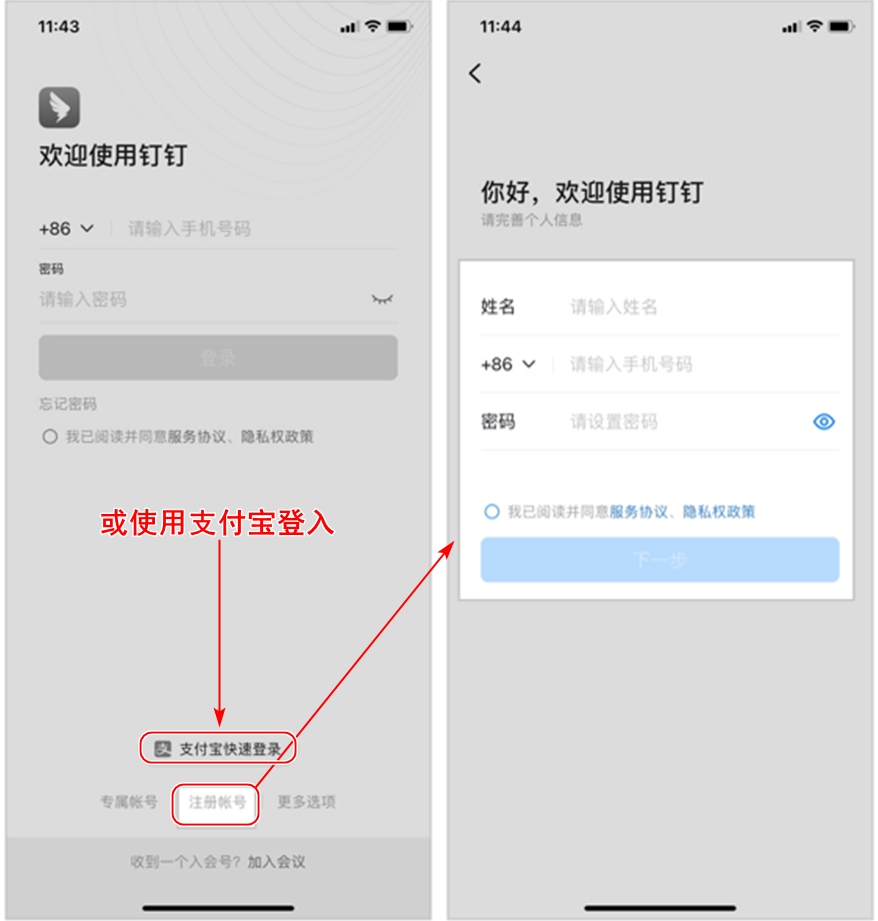 11:43
欢迎使用钉钉
+86 请输入手机号码
密码
请输入密码
登录
忘记密码
我已阅读并同意服务协议、隐私权政策
或使用支付宝登入
支 支付宝快速登录
专属帐号 注册帐号 更多选项
收到一个入会号？加入会议
11:44
你好，欢迎使用钉钉
请完善个人信息
姓名 请输入姓名
+86 请输入手机号码
密码 请设置密码
我已阅读并同意服务协议、隐私权政策
下一步